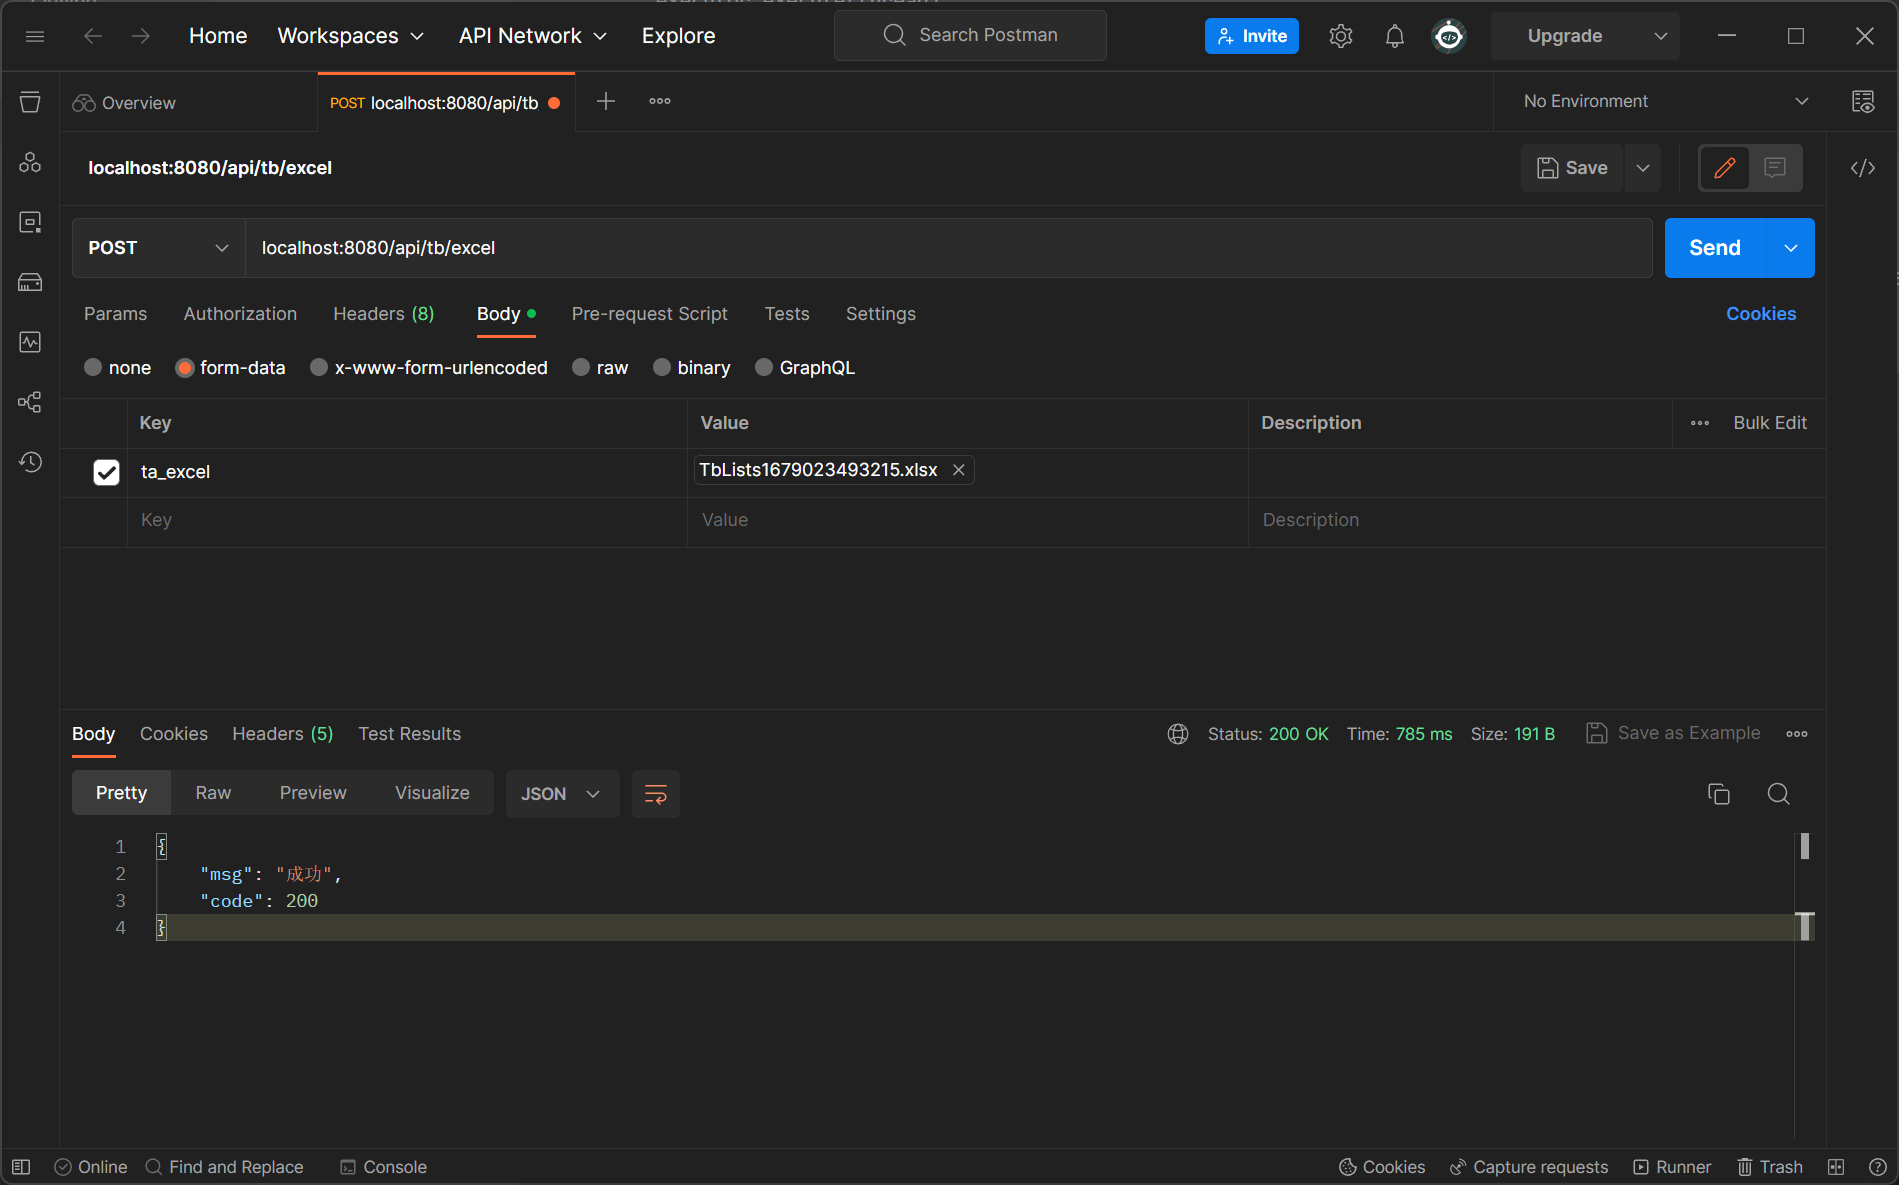 Home Workspaces API Network Explore Search Postman Invite Upgrade
Overview POST localhost:8080/api/tb No Environment
localhost:8080/api/tb/excel Save
POST localhost:8080/api/tb/excel Send
Params Authorization Headers (8) Body Pre-request Script Tests Settings Cookies
none form-data x-www-form-urlencoded raw binary GraphQL
Key Value Description Bulk Edit
ta_excel TbLists1679023493215.xlsx
Key Value Description
Body Cookies Headers (5) Test Results Status: 200 OK Time: 785 ms Size: 191 B Save as Example
Pretty Raw Preview Visualize JSON
1 {
2 "msg": "成功",
3 "code": 200
4 }
Online Find and Replace Console Cookies Capture requests Runner Trash